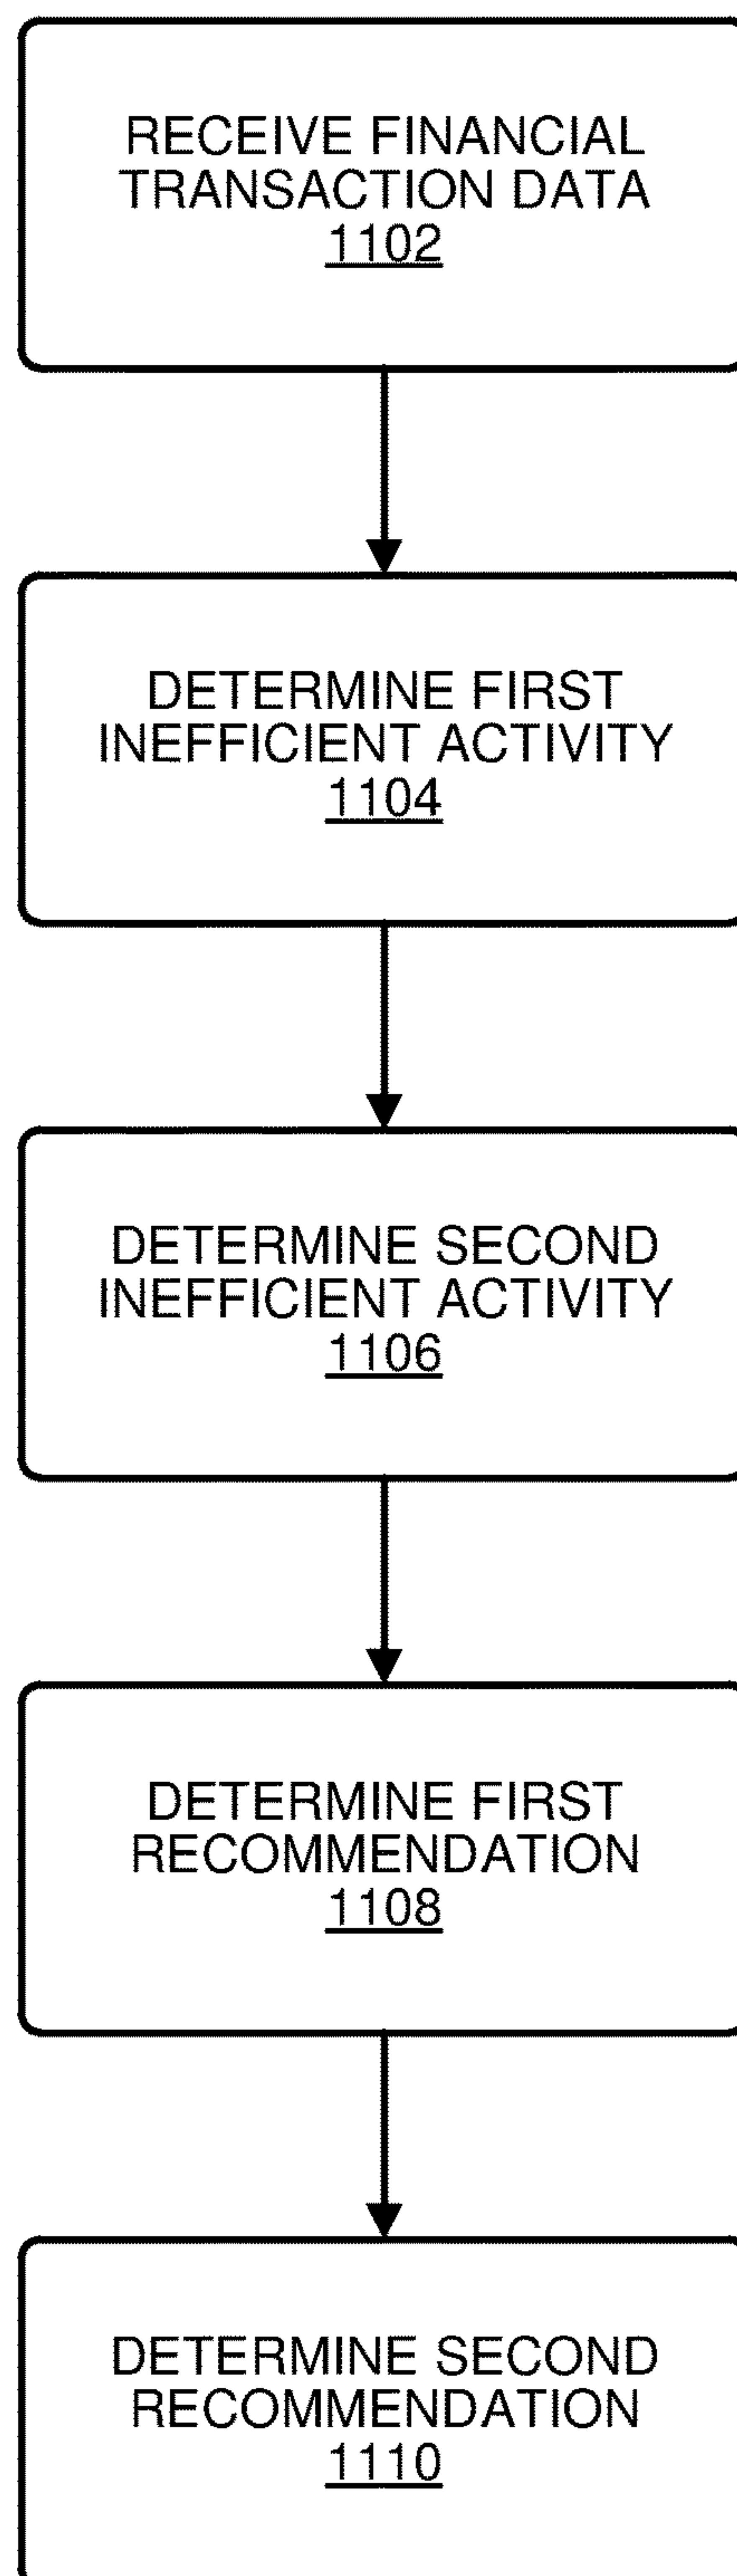 RECEIVE FINANCIAL
TRANSACTION DATA
1102
DETERMINE FIRST
INEFFICIENT ACTIVITY
1104
DETERMINE SECOND
INEFFICIENT ACTIVITY
1106
DETERMINE FIRST
RECOMMENDATION
1108
DETERMINE SECOND
RECOMMENDATION
1110